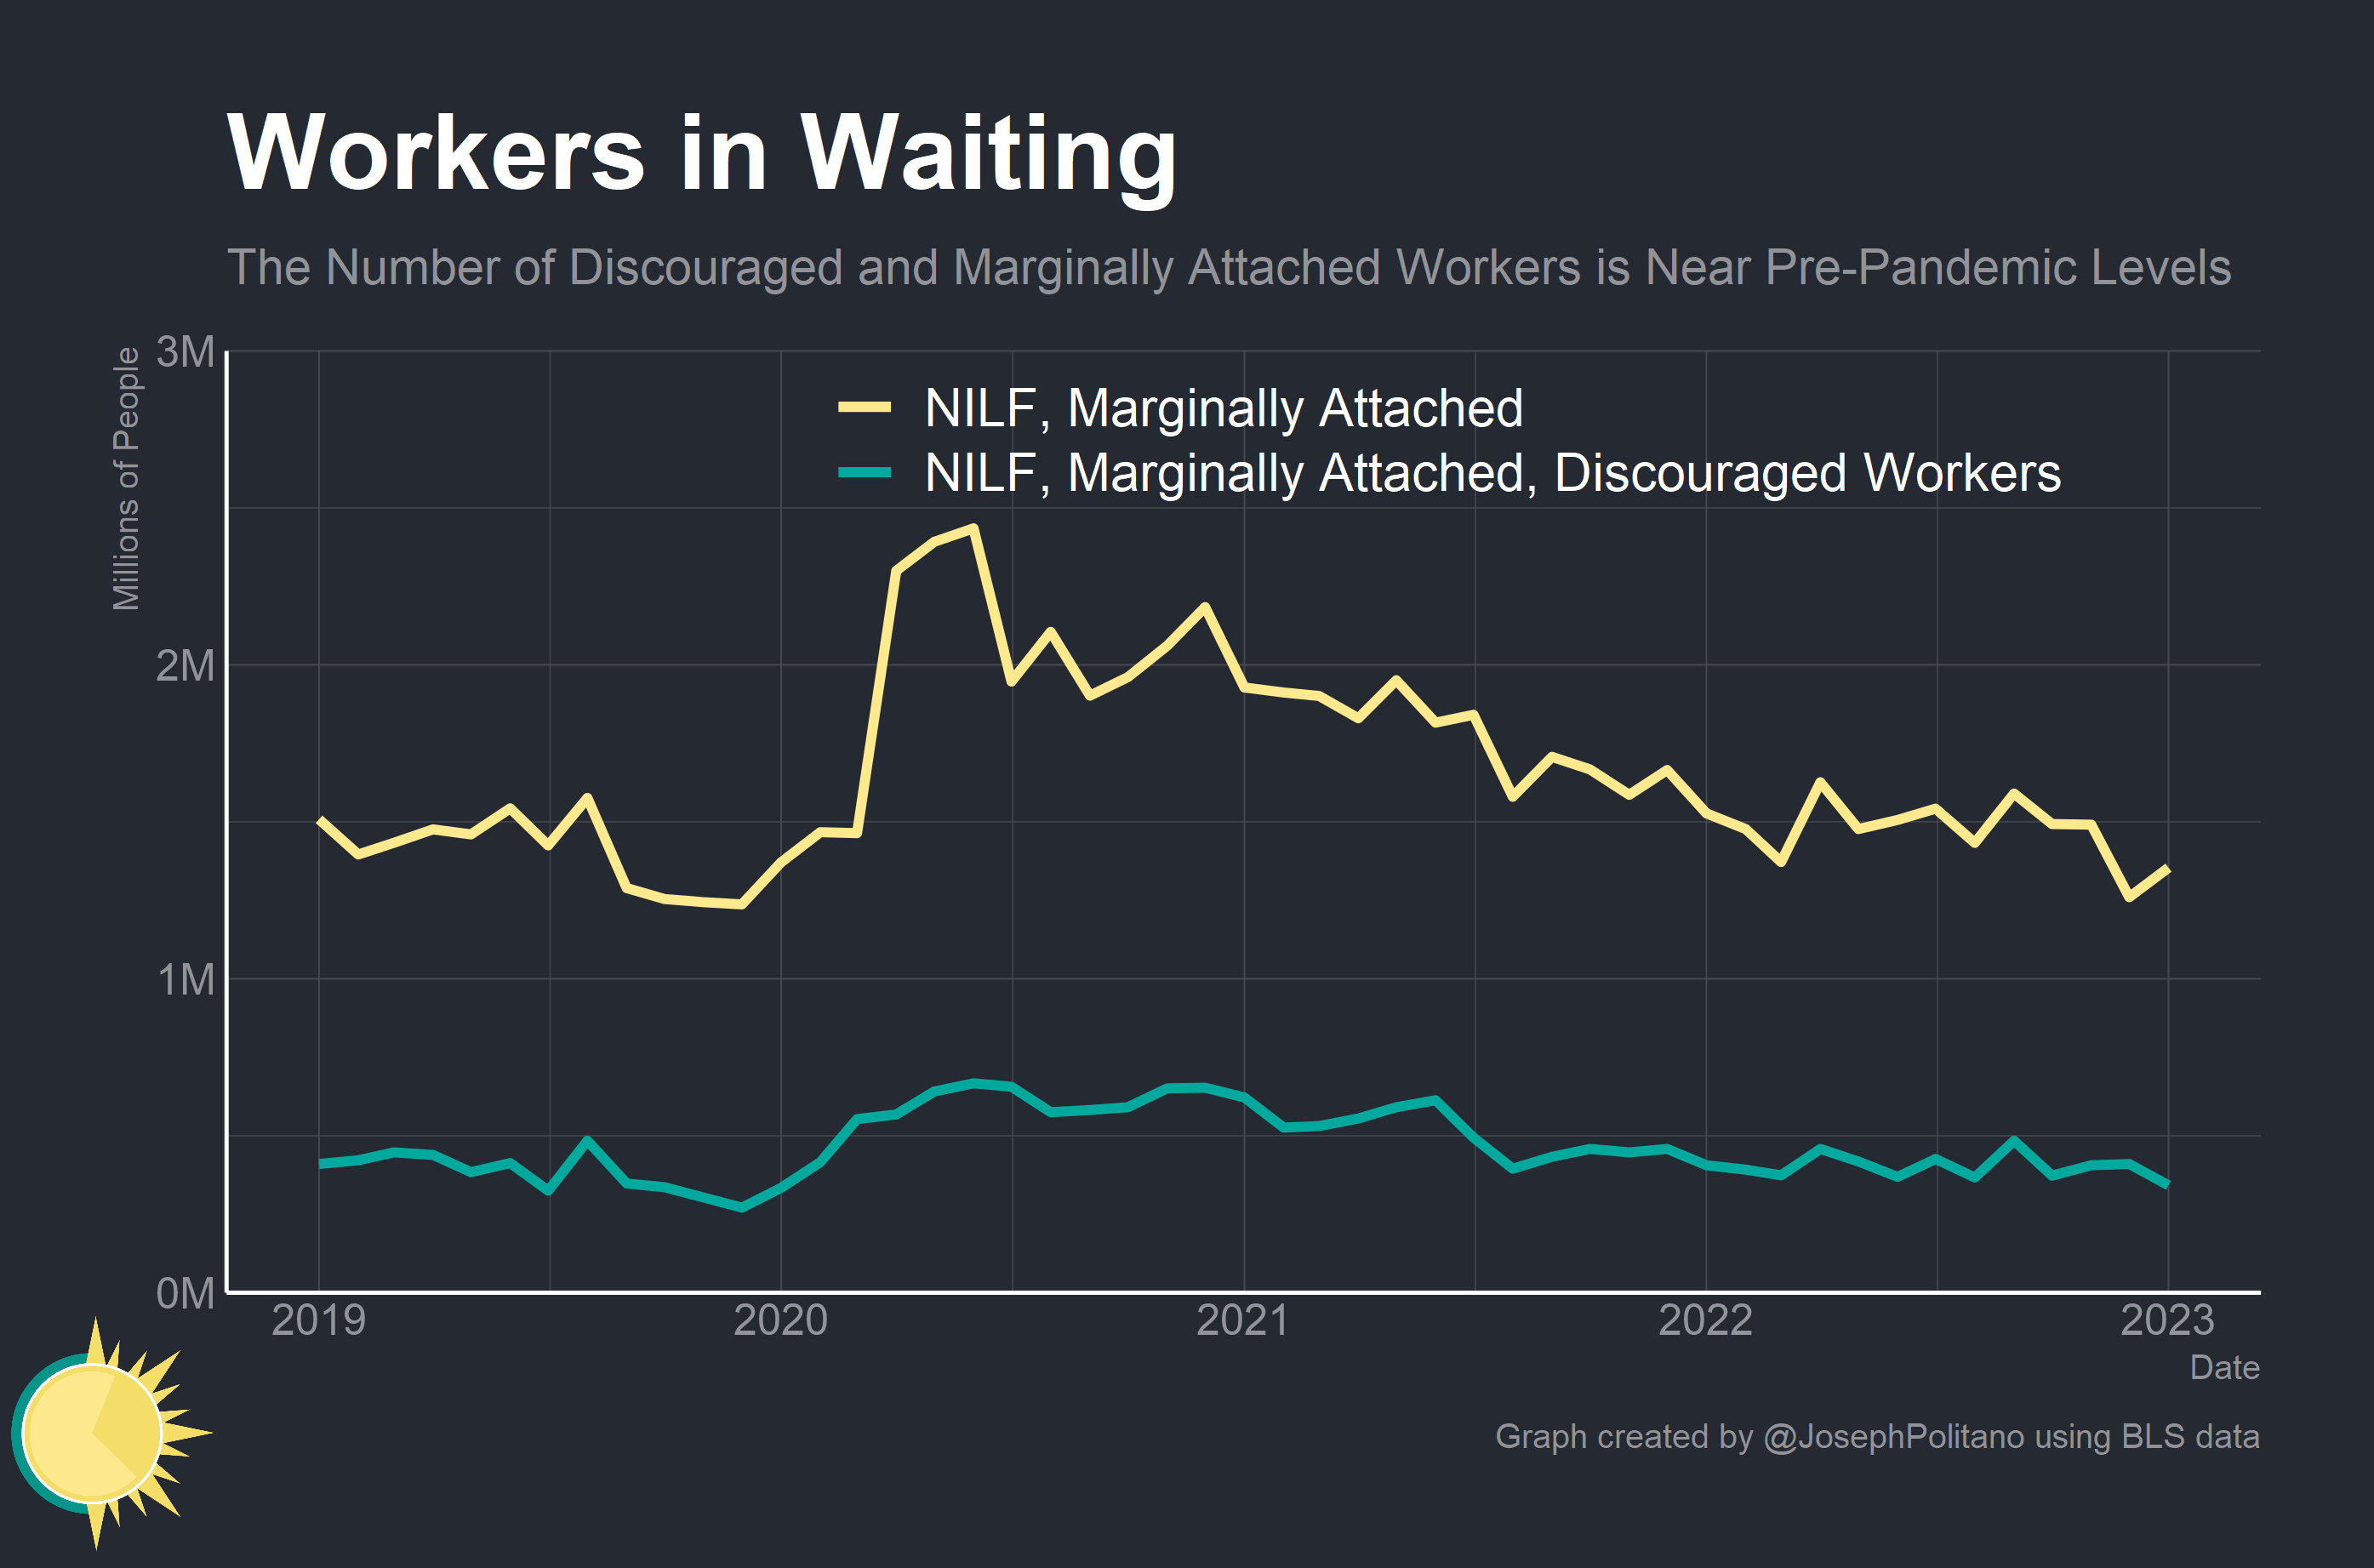 Workers in Waiting
The Number of Discouraged and Marginally Attached Workers is Near Pre-Pandemic Levels
Millions of People
3M
2M
1M
0M
NILF, Marginally Attached
NILF, Marginally Attached, Discouraged Workers
2019
2020
2021
2022
2023
Date
Graph created by @JosephPolitano using BLS data